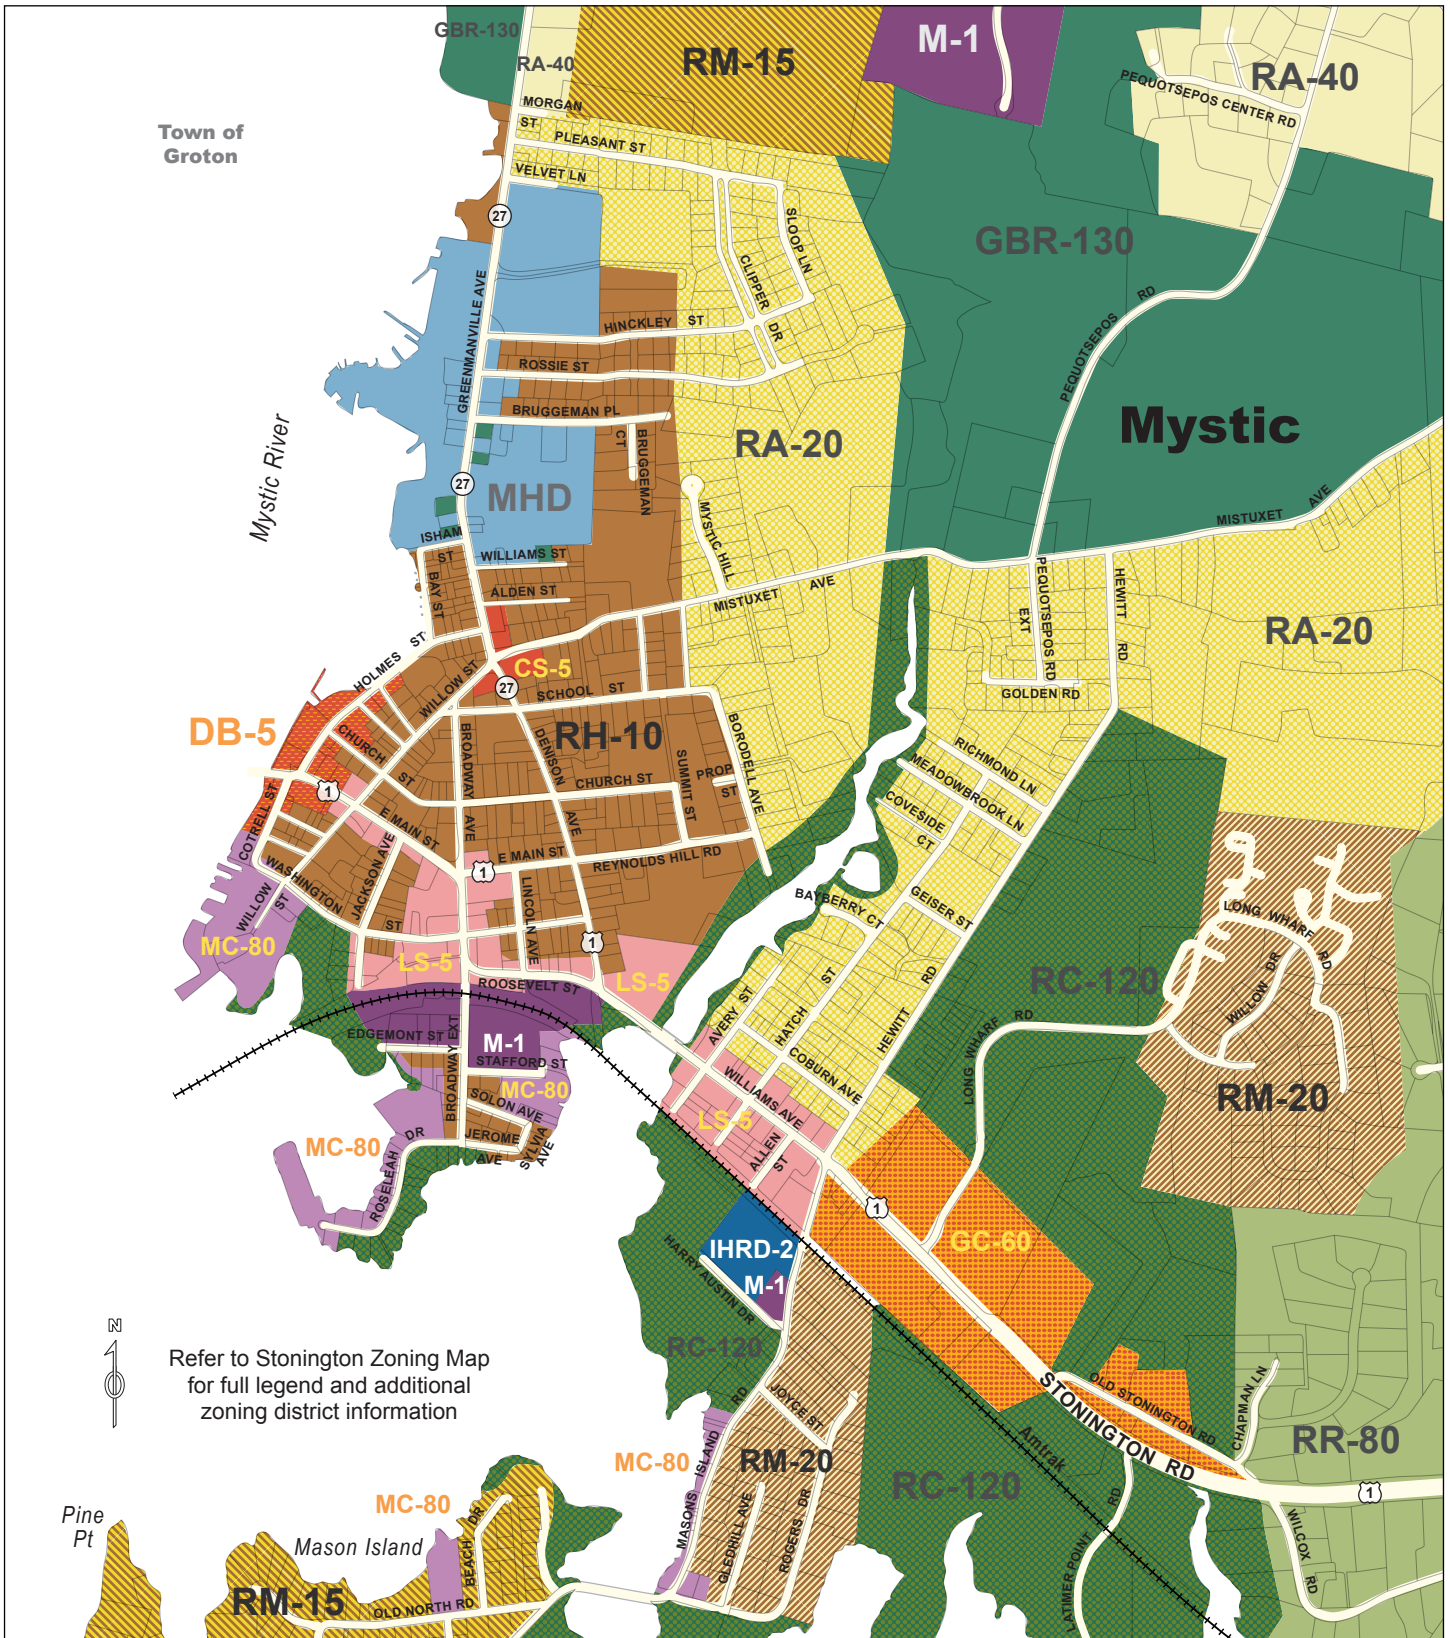 GBR-130
RA-40
RM-15
M-1
RA-40
PEQUOTSEPOS CENTER RD
Town of
Groton
MORGAN
ST
PLEASANT ST
VELVET LN
27
SLOOP LN
CLIPPER
DR
GBR-130
PEQUOTSEPOS
RD
GREENMANVILLE AVE
HINCKLEY
ST
ROSSIE ST
BRUGGEMAN PL
BRUGGEMAN
CT
RA-20
Mystic
Mystic River
27
MHD
MYSTIC HILL
MISTUXET
AVE
ISHAM
ST
WILLIAMS ST
BAY ST
ALDEN ST
MISTUXET
AVE
PEQUOTSEPOS RD
EXT
HEWITT
RD
RA-20
HOLMES
ST
WILLOW ST
CS-5
27
SCHOOL
ST
GOLDEN RD
DB-5
CHURCH
ST
BROADWAY
AVE
DENISON
AVE
RH-10
BORODELL AVE
SUMMIT ST
PROP
ST
CHURCH ST
RICHMOND LN
MEADOWBROOK LN
COVESIDE
CT
1
COTRELL ST
E MAIN ST
JACKSON AVE
E MAIN ST
1
REYNOLDS HILL RD
WASHINGTON
ST
WILLOW
ST
LINCOLN AVE
BAYBERRY CT
GEISER ST
LONG WHARF
RD
WILLOW DR
MC-80
LS-5
1
LS-5
ROOSEVELT ST
RC-120
HEWITT
RD
HATCH
ST
AVERY ST
LONG WHARF
RD
EDGEMONT ST
BROADWAY EXT
M-1
STAFFORD ST
MC-80
SOLON AVE
COBURN AVE
WILLIAMS AVE
LS-5
RM-20
MC-80
ROSELEAH
DR
JEROME
AVE
SYLVIA
AVE
ALLEN
ST
1
GC-60
IHRD-2
M-1
HARRY AUSTIN DR
RC-120
N
Refer to Stonington Zoning Map
for full legend and additional
zoning district information
JOYCE ST
STONINGTON RD
OLD STONINGTON RD
CHAPMAN LN
RR-80
Amtrak
MC-80
MASONS
ISLAND
RD
RM-20
RC-120
1
MC-80
Pine
Pt
Mason Island
BEACH
DR
GLEDHILL AVE
ROGERS
DR
LATIMER POINT
RD
WILCOX
RD
RM-15
OLD NORTH RD